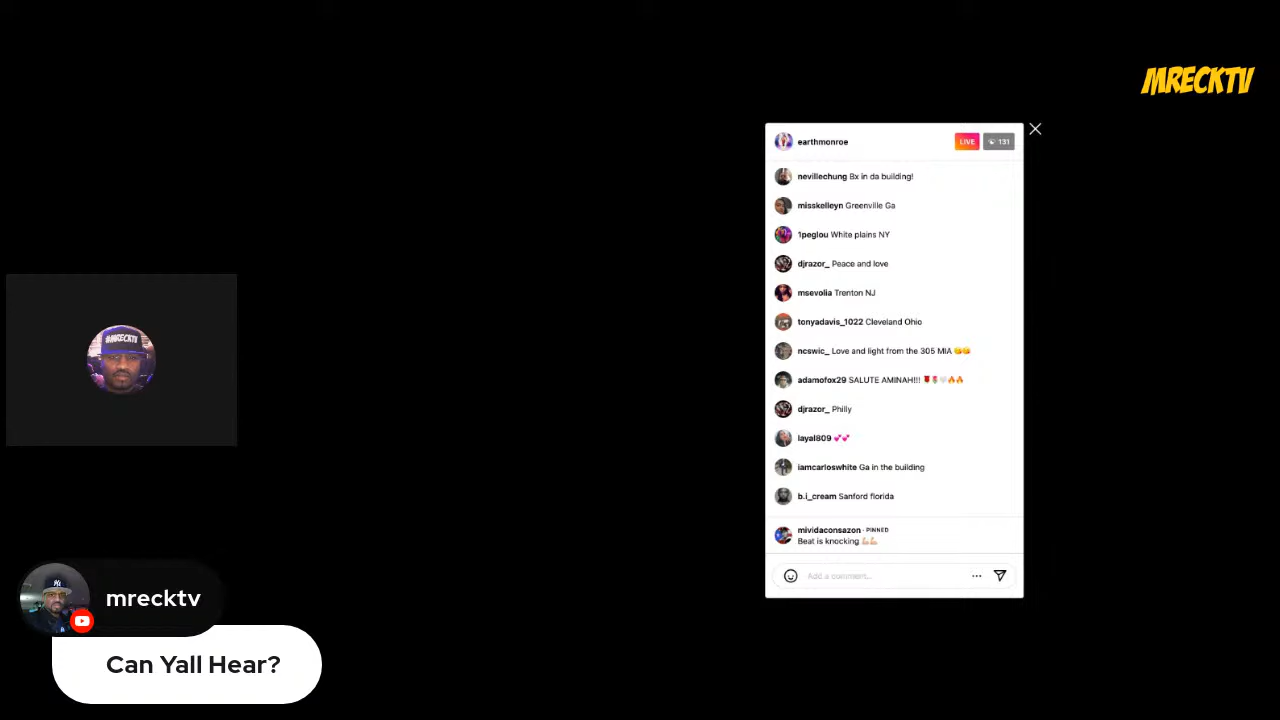 MRECKTV
earthmonroe LIVE 131
nevillechung Bx in da building!
misskelleyn Greenville Ga
1peglou White plains NY
djrazor_ Peace and love
msevolia Trenton NJ
tonyadavis_1022 Cleveland Ohio
ncswic_ Love and light from the 305 MIA 😘😘
adamofox29 SALUTE AMINAH!!! 🌹🌷🤍🔥🔥
djrazor_ Philly
layal809 💕💕
iamcarloswhite Ga in the building
b.i_cream Sanford florida
mividaconsazon · PINNED
Beat is knocking 💪🏼💪🏼
Add a comment...
#MRECKTV
mrecktv
Can Yall Hear?